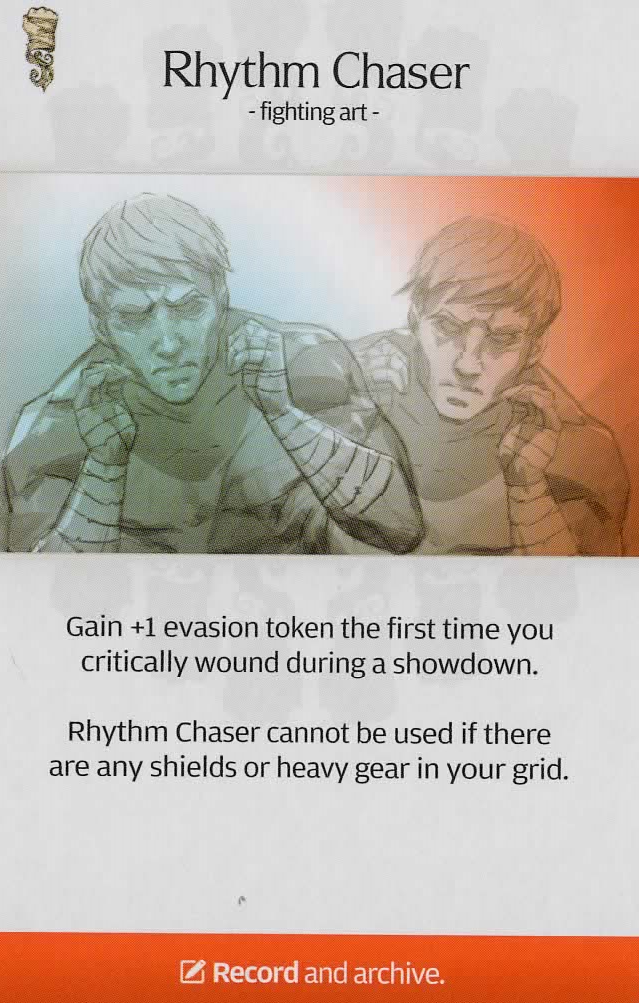 Rhythm Chaser
- fighting art -
Gain +1 evasion token the first time you
critically wound during a showdown.
Rhythm Chaser cannot be used if there
are any shields or heavy gear in your grid.
Record and archive.